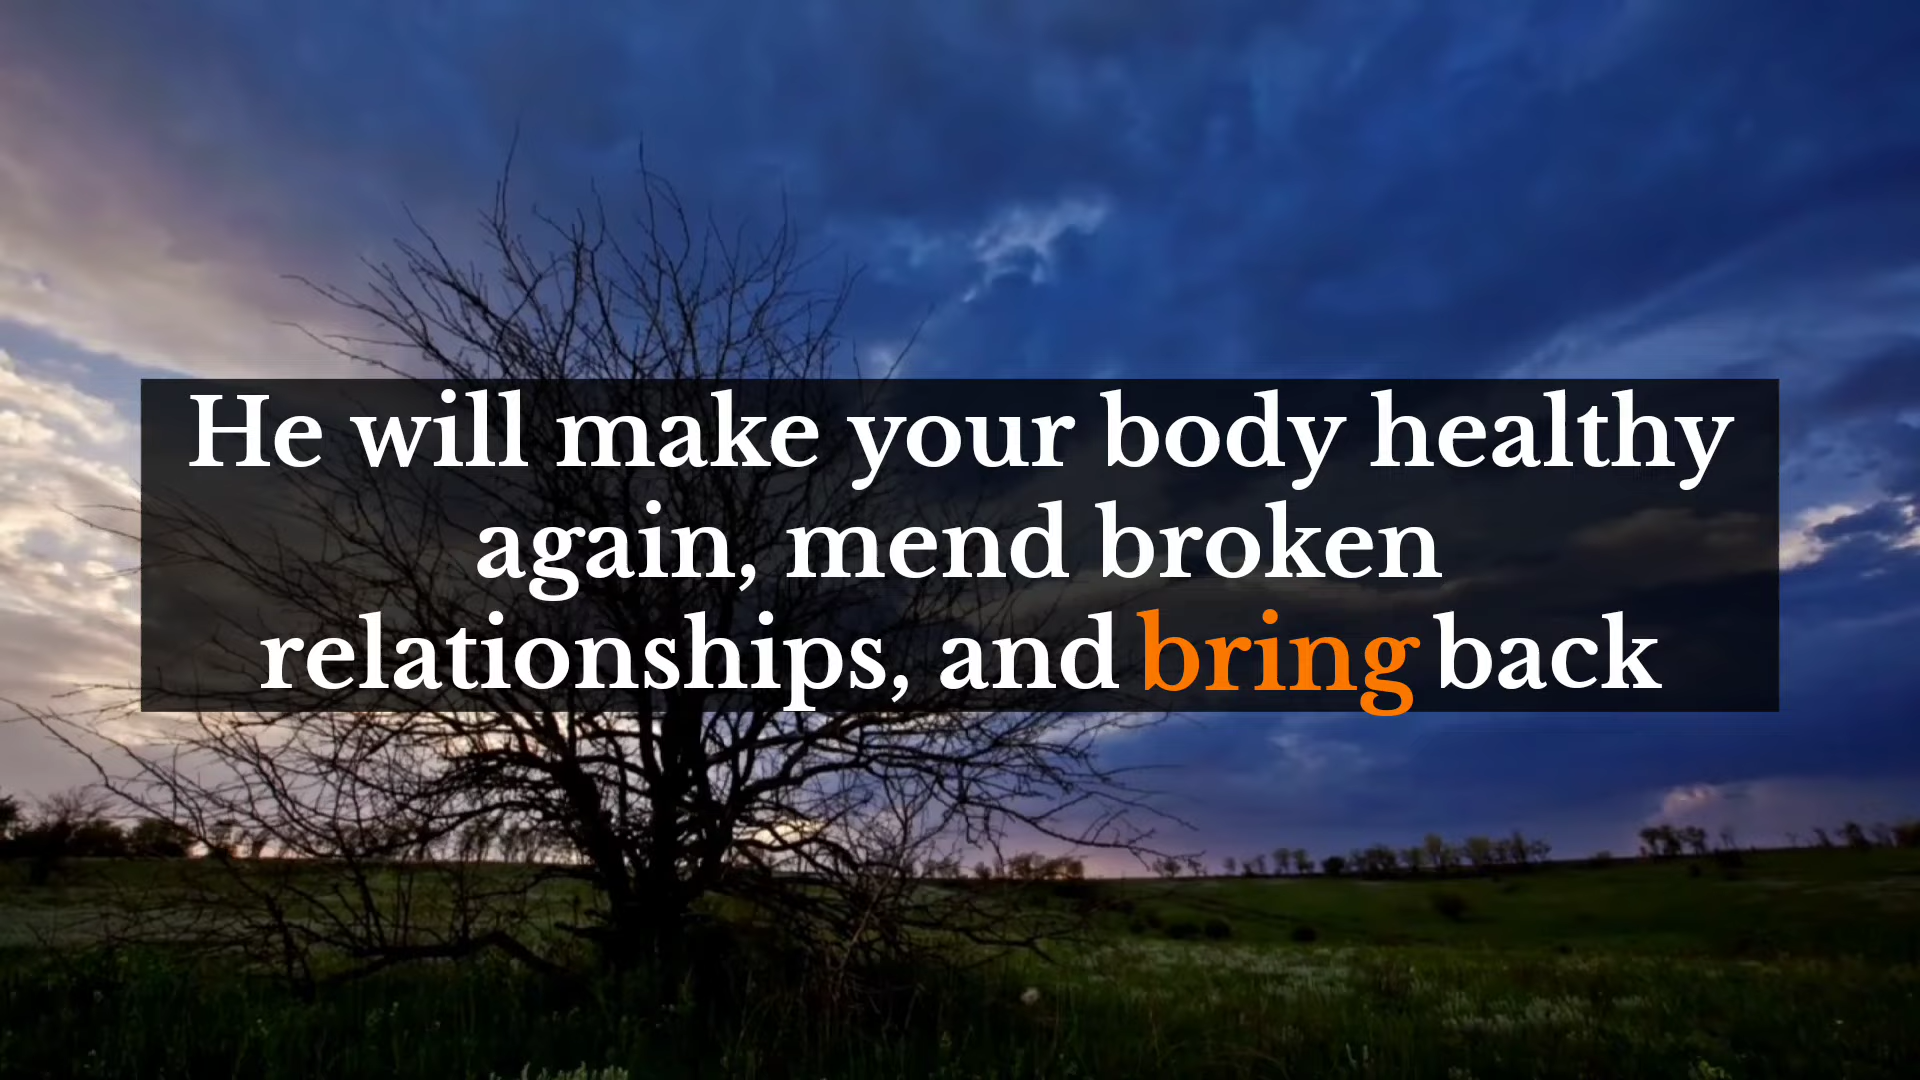 He will make your body healthy
again, mend broken
relationships, and bring back